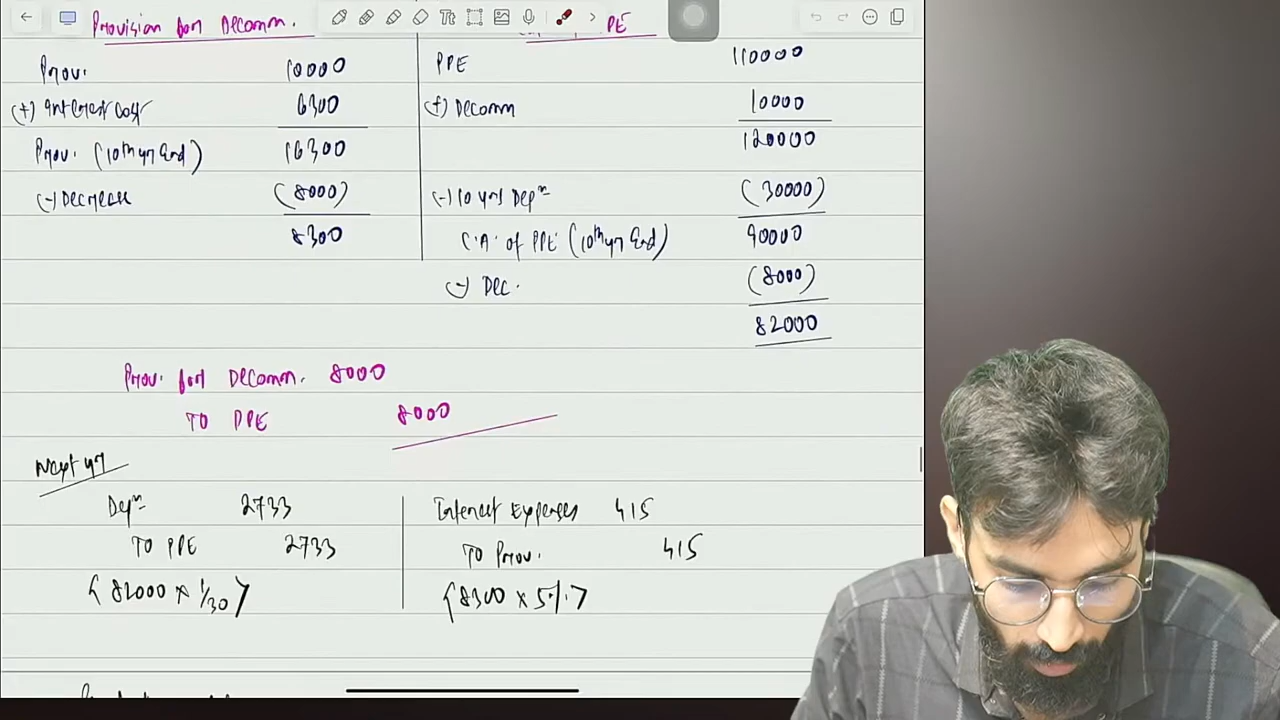 Provision for Decomm.
PPE
Prov. 10000
(+) Interest Cost 6300
Prov. (10th yr End) 16300
(-) Decrease (8000)
8300
PPE 110000
(+) Decomm 10000
120000
(-) 10 yrs Depn (30000)
C.A. of PPE (10th yr End) 90000
(-) Dec. (8000)
82000
Prov. for Decomm. 8000
TO PPE 8000
Next yr
Depn 2733
TO PPE 2733
{82000 × 1/30}
Interest Expenses 415
TO Prov. 415
{8300 × 5%}